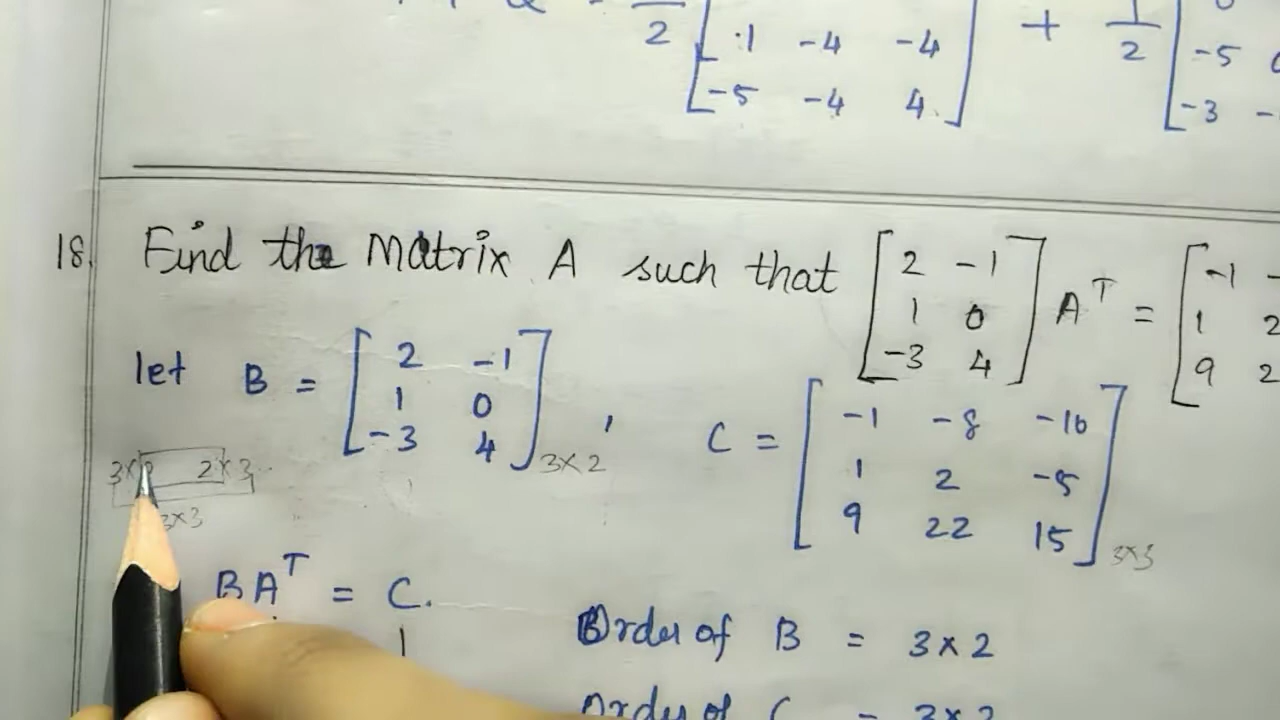 2 [ 1 -4 -4 ] + 1/2 [ -5
[ -5 -4 4 ] [ -3 -
18. Find the Matrix A such that [ 2 -1 ] A^T = [ -1 -
[ 1 0 ] [ 1 2
[ -3 4 ] [ 9 2
let B = [ 2 -1 ] , C = [ -1 -8 -10 ]
[ 1 0 ] [ 1 2 -5 ]
[ -3 4 ] 3×2 [ 9 22 15 ] 3×3
3× 2×3
3×3
BA^T = C.
Order of B = 3×2
Order of C = 3×